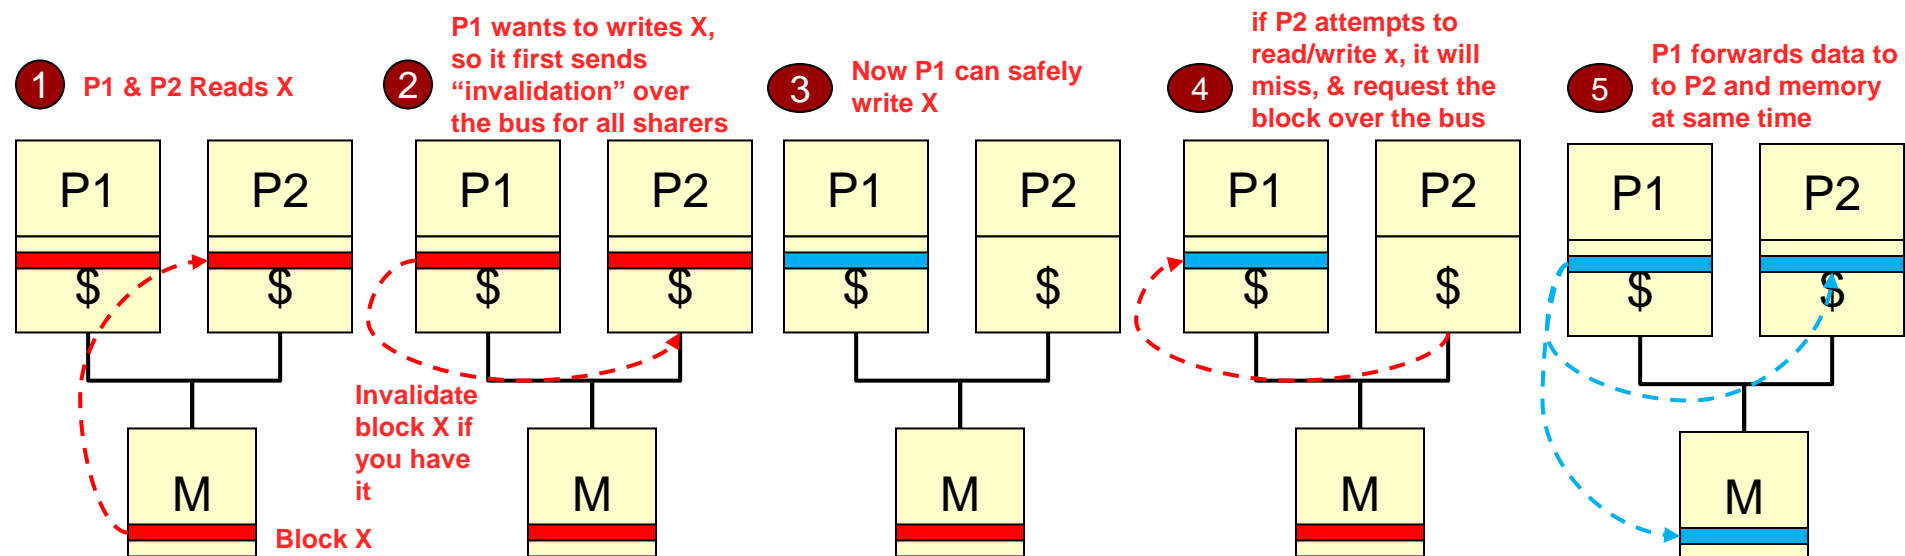 1
P1 & P2 Reads X
P1
P2
$
$
M
Block X
2
P1 wants to writes X,
so it first sends
“invalidation” over
the bus for all sharers
P1
P2
$
$
Invalidate
block X if
you have
it
M
3
Now P1 can safely
write X
P1
P2
$
$
M
4
if P2 attempts to
read/write x, it will
miss, & request the
block over the bus
P1
P2
$
$
M
5
P1 forwards data to
to P2 and memory
at same time
P1
P2
$
$
M